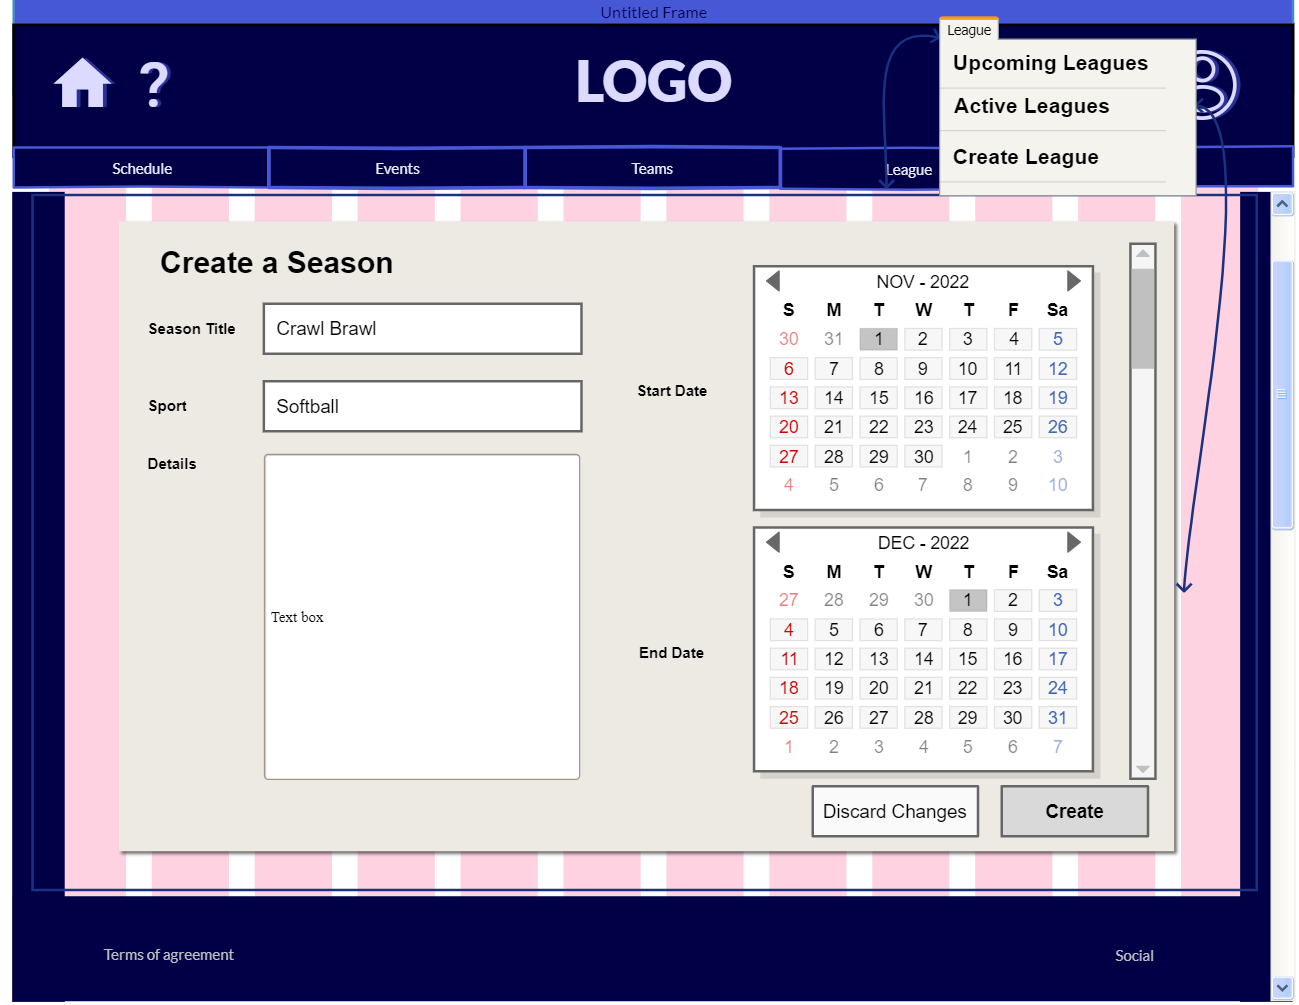 Untitled Frame
League
Upcoming Leagues
Active Leagues
Create League
?
LOGO
Schedule
Events
Teams
League
Create a Season
Season Title
Crawl Brawl
Sport
Softball
Details
Text box
Start Date
NOV - 2022
S M T W T F Sa
30 31 1 2 3 4 5
6 7 8 9 10 11 12
13 14 15 16 17 18 19
20 21 22 23 24 25 26
27 28 29 30 1 2 3
4 5 6 7 8 9 10
End Date
DEC - 2022
S M T W T F Sa
27 28 29 30 1 2 3
4 5 6 7 8 9 10
11 12 13 14 15 16 17
18 19 20 21 22 23 24
25 26 27 28 29 30 31
1 2 3 4 5 6 7
Discard Changes
Create
Terms of agreement
Social